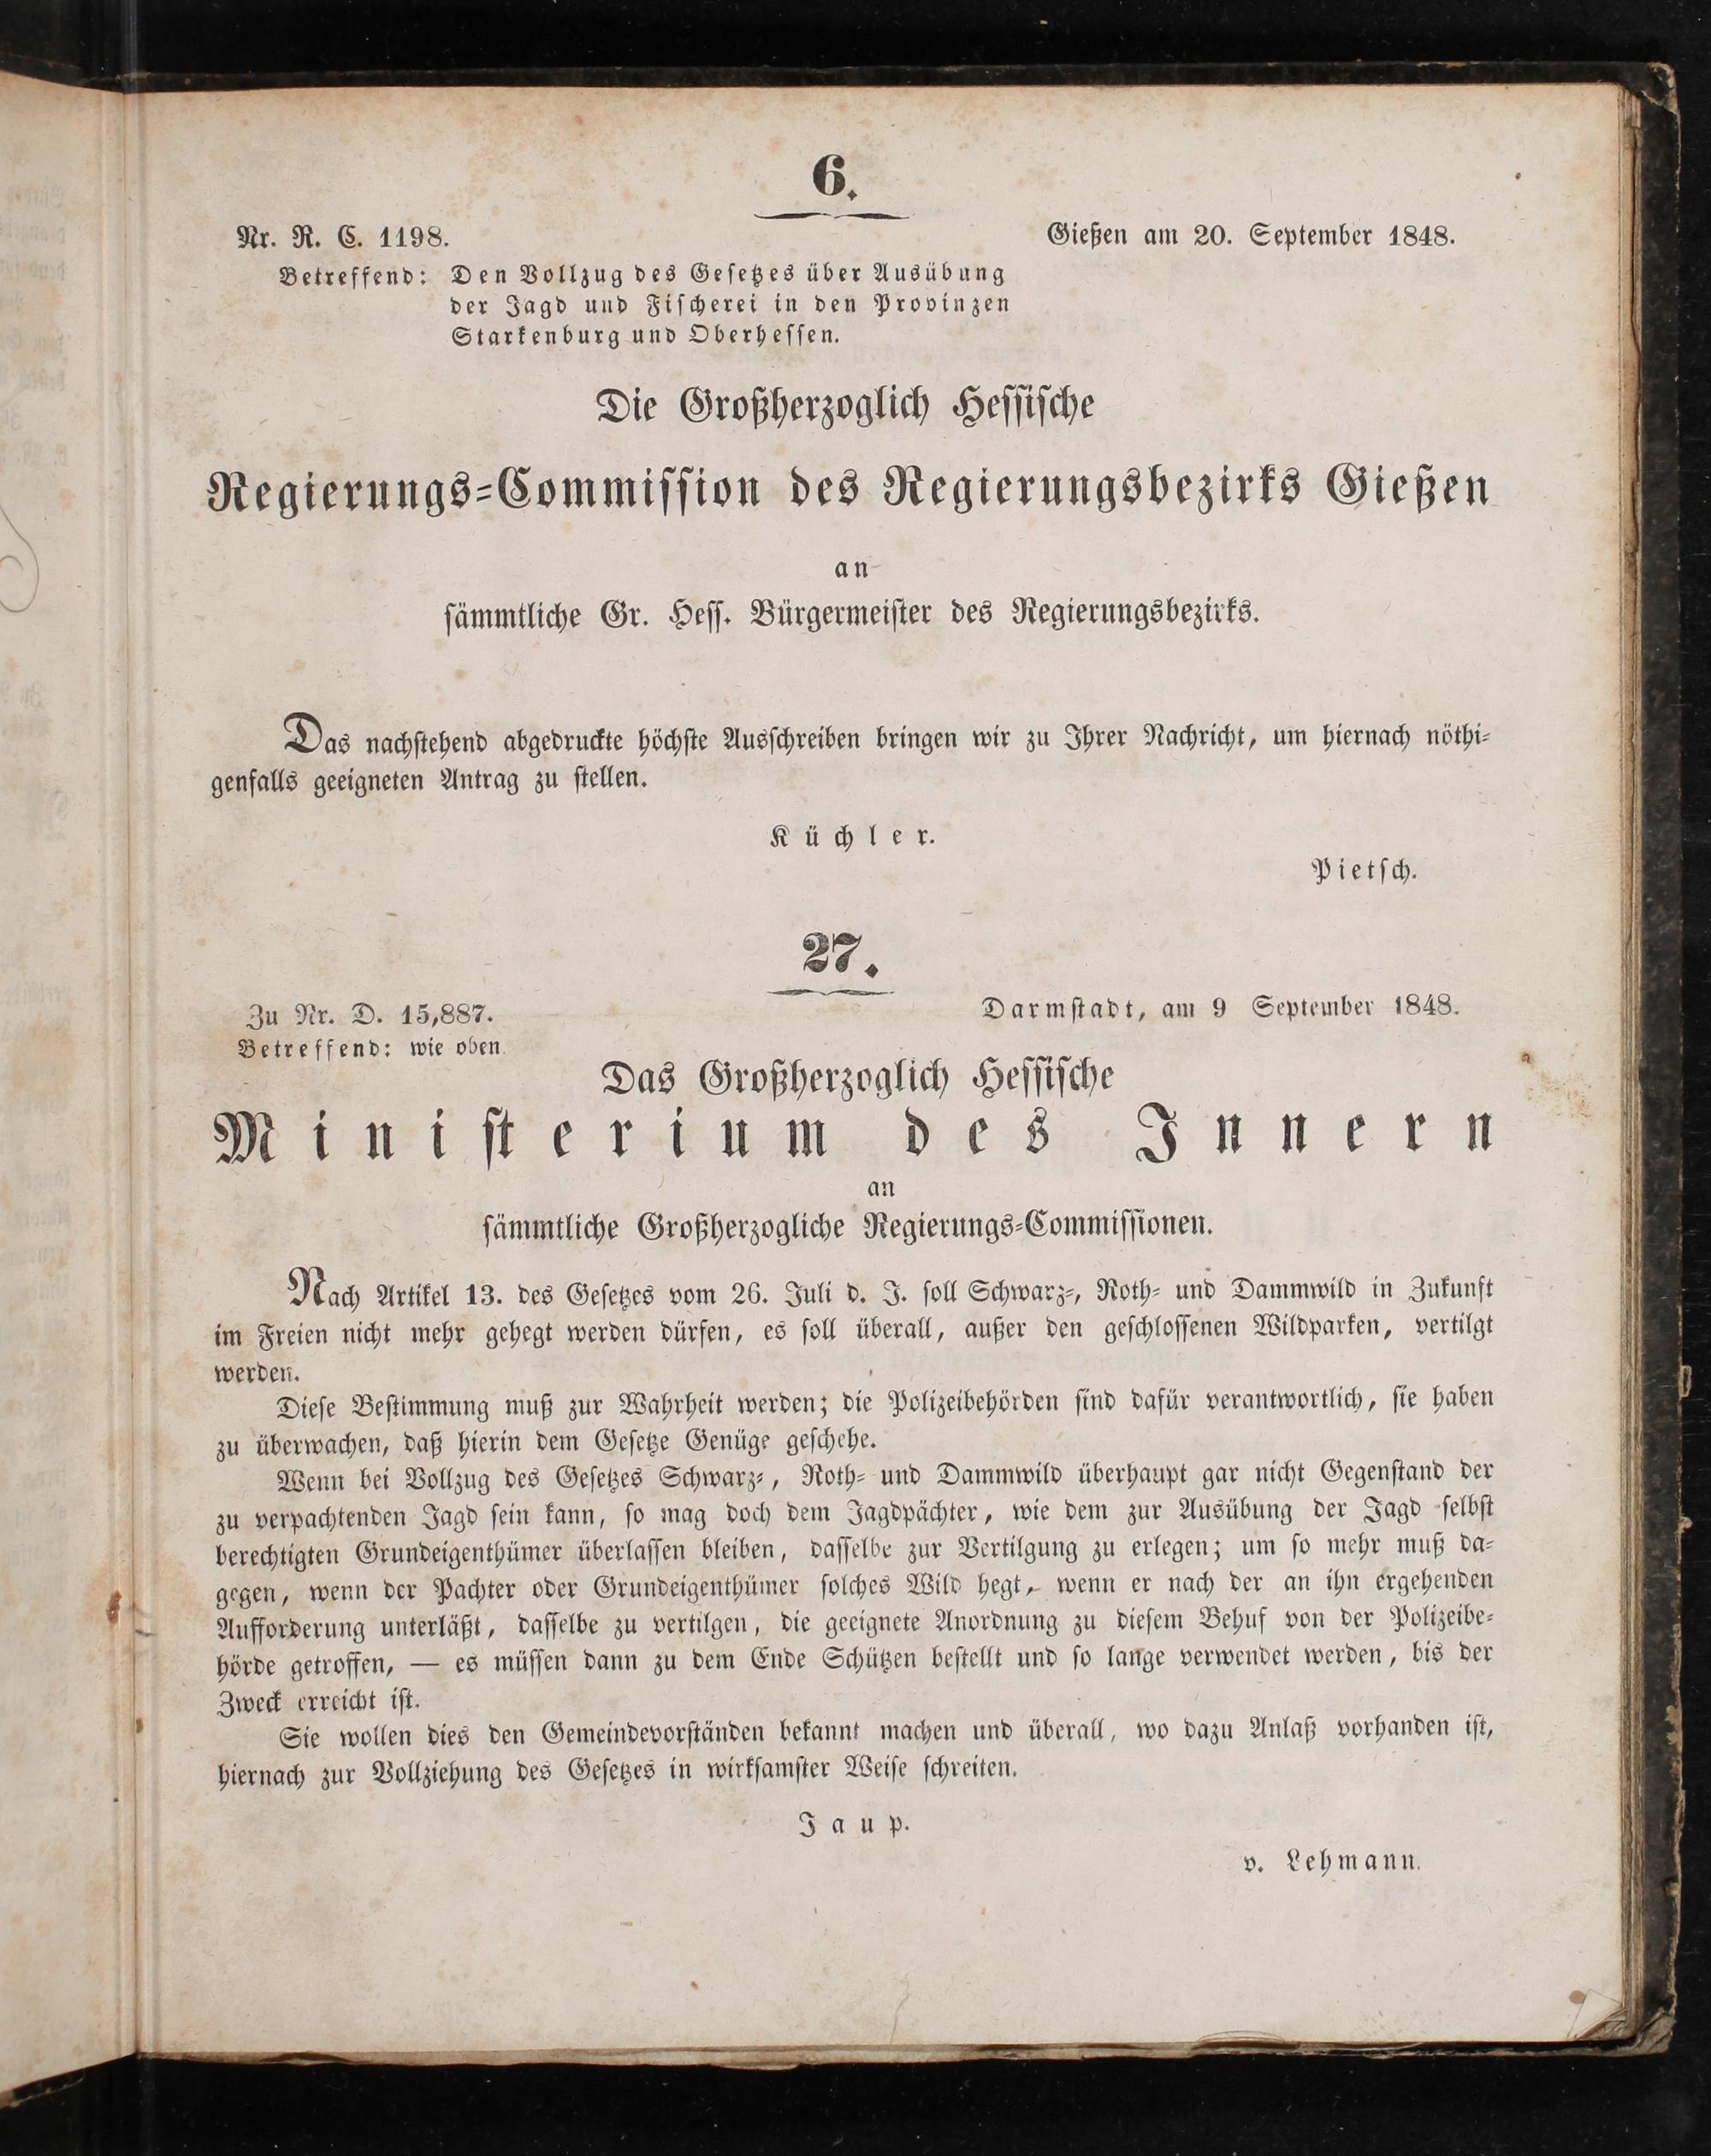 6.
Nr. R. C. 1198.
Gießen am 20. September 1848.
Betreffend: Den Vollzug des Gesetzes über Ausübung
der Jagd und Fischerei in den Provinzen
Starkenburg und Oberhessen.
Die Großherzoglich Hessische
Regierungs-Commission des Regierungsbezirks Gießen
an
sämmtliche Gr. Hess. Bürgermeister des Regierungsbezirks.
Das nachstehend abgedruckte höchste Ausschreiben bringen wir zu Ihrer Nachricht, um hiernach nöthi-
genfalls geeigneten Antrag zu stellen.
Küchler.
Pietsch.
27.
Zu Nr. D. 15,887.
Darmstadt, am 9 September 1848.
Betreffend: wie oben.
Das Großherzoglich Hessische
Ministerium des Innern
an
sämmtliche Großherzogliche Regierungs-Commissionen.
Nach Artikel 13. des Gesetzes vom 26. Juli d. J. soll Schwarz-, Roth- und Dammwild in Zukunft
im Freien nicht mehr gehegt werden dürfen, es soll überall, außer den geschlossenen Wildparken, vertilgt
werden.
Diese Bestimmung muß zur Wahrheit werden; die Polizeibehörden sind dafür verantwortlich, sie haben
zu überwachen, daß hierin dem Gesetze Genüge geschehe.
Wenn bei Vollzug des Gesetzes Schwarz-, Roth- und Dammwild überhaupt gar nicht Gegenstand der
zu verpachtenden Jagd sein kann, so mag doch dem Jagdpächter, wie dem zur Ausübung der Jagd selbst
berechtigten Grundeigenthümer überlassen bleiben, dasselbe zur Vertilgung zu erlegen; um so mehr muß da-
gegen, wenn der Pachter oder Grundeigenthümer solches Wild hegt, wenn er nach der an ihn ergehenden
Aufforderung unterläßt, dasselbe zu vertilgen, die geeignete Anordnung zu diesem Behuf von der Polizeibe-
hörde getroffen, — es müssen dann zu dem Ende Schützen bestellt und so lange verwendet werden, bis der
Zweck erreicht ist.
Sie wollen dies den Gemeindevorständen bekannt machen und überall, wo dazu Anlaß vorhanden ist,
hiernach zur Vollziehung des Gesetzes in wirksamster Weise schreiten.
Jaup.
v. Lehmann.